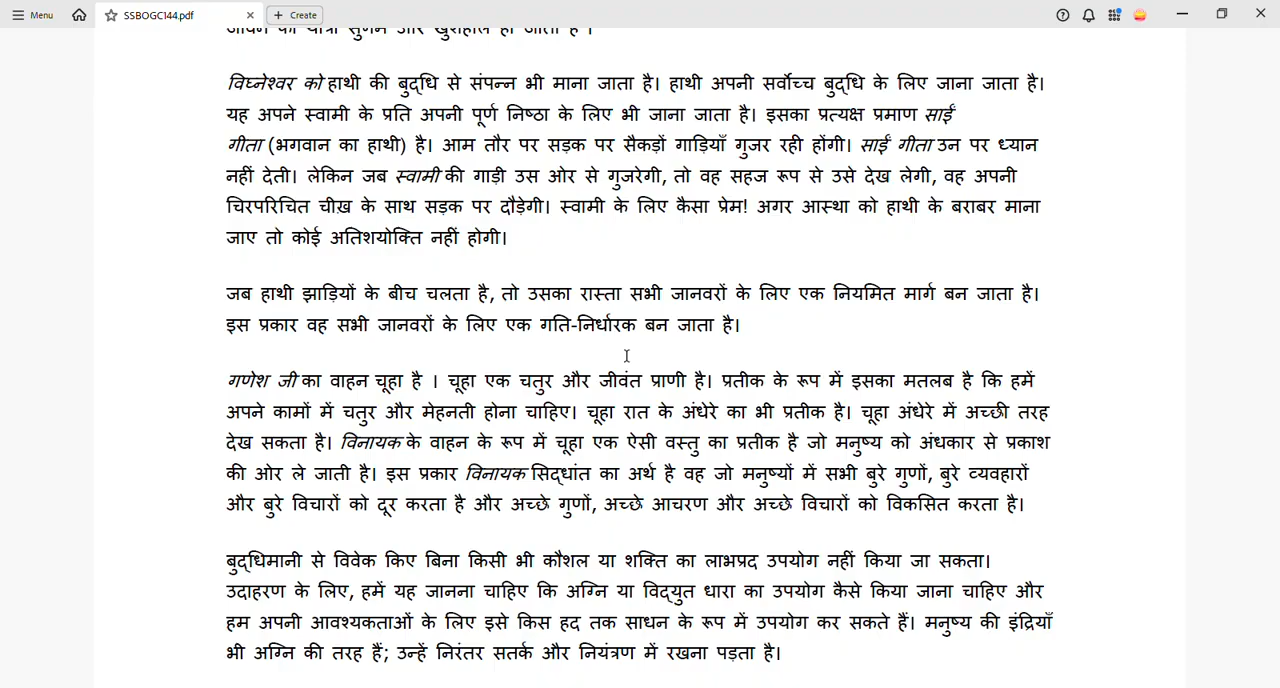 Menu
SSBOGC144.pdf
Create
जीवन की यात्रा सुगम और खुशहाल हो जाती है ।
विघ्नेश्वर को हाथी की बुद्धि से संपन्न भी माना जाता है। हाथी अपनी सर्वोच्च बुद्धि के लिए जाना जाता है।
यह अपने स्वामी के प्रति अपनी पूर्ण निष्ठा के लिए भी जाना जाता है। इसका प्रत्यक्ष प्रमाण साईं
गीता (भगवान का हाथी) है। आम तौर पर सड़क पर सैकड़ों गाड़ियाँ गुजर रही होंगी। साईं गीता उन पर ध्यान
नहीं देती। लेकिन जब स्वामी की गाड़ी उस ओर से गुजरेगी, तो वह सहज रूप से उसे देख लेगी, वह अपनी
चिरपरिचित चीख़ के साथ सड़क पर दौड़ेगी। स्वामी के लिए कैसा प्रेम! अगर आस्था को हाथी के बराबर माना
जाए तो कोई अतिशयोक्ति नहीं होगी।
जब हाथी झाड़ियों के बीच चलता है, तो उसका रास्ता सभी जानवरों के लिए एक नियमित मार्ग बन जाता है।
इस प्रकार वह सभी जानवरों के लिए एक गति-निर्धारक बन जाता है।
गणेश जी का वाहन चूहा है । चूहा एक चतुर और जीवंत प्राणी है। प्रतीक के रूप में इसका मतलब है कि हमें
अपने कामों में चतुर और मेहनती होना चाहिए। चूहा रात के अंधेरे का भी प्रतीक है। चूहा अंधेरे में अच्छी तरह
देख सकता है। विनायक के वाहन के रूप में चूहा एक ऐसी वस्तु का प्रतीक है जो मनुष्य को अंधकार से प्रकाश
की ओर ले जाती है। इस प्रकार विनायक सिद्धांत का अर्थ है वह जो मनुष्यों में सभी बुरे गुणों, बुरे व्यवहारों
और बुरे विचारों को दूर करता है और अच्छे गुणों, अच्छे आचरण और अच्छे विचारों को विकसित करता है।
बुद्धिमानी से विवेक किए बिना किसी भी कौशल या शक्ति का लाभप्रद उपयोग नहीं किया जा सकता।
उदाहरण के लिए, हमें यह जानना चाहिए कि अग्नि या विद्युत धारा का उपयोग कैसे किया जाना चाहिए और
हम अपनी आवश्यकताओं के लिए इसे किस हद तक साधन के रूप में उपयोग कर सकते हैं। मनुष्य की इंद्रियाँ
भी अग्नि की तरह हैं; उन्हें निरंतर सतर्क और नियंत्रण में रखना पड़ता है।